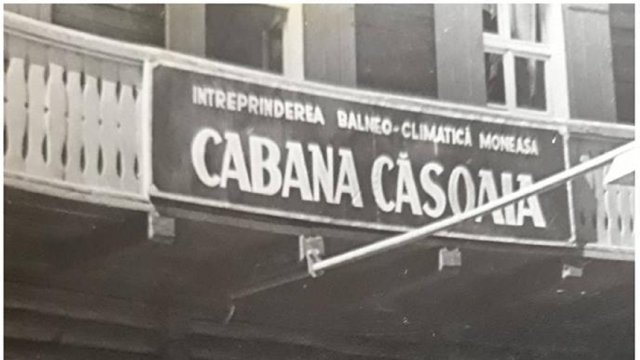 INTREPRINDEREA BALNEO-CLIMATICĂ MONEASA
CABANA CĂSOAIA